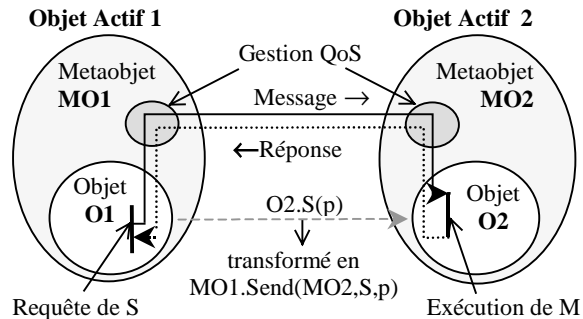 Objet Actif 1
Objet Actif 2
Gestion QoS
Metaobjet
MO1
Metaobjet
MO2
Message →
←Réponse
Objet
O1
O2.S(p)
Objet
O2
transformé en
MO1.Send(MO2,S,p)
Requête de S
Exécution de M